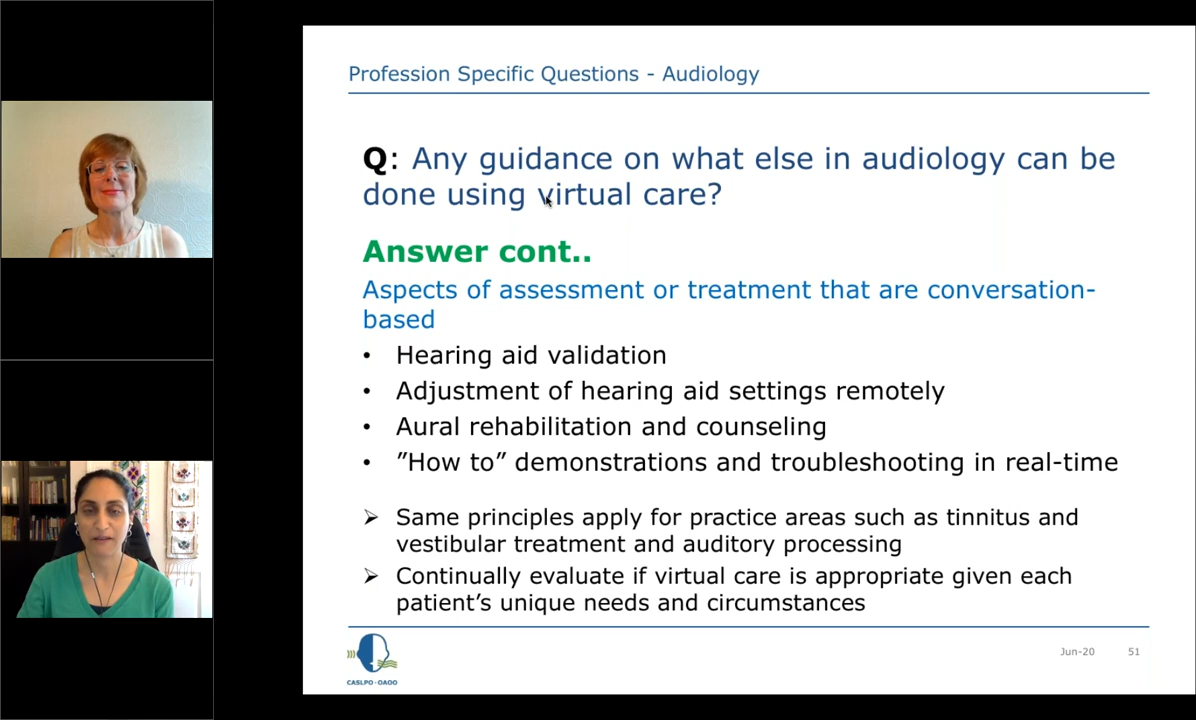 Profession Specific Questions - Audiology
Q: Any guidance on what else in audiology can be
done using virtual care?
Answer cont..
Aspects of assessment or treatment that are conversation-
based
• Hearing aid validation
• Adjustment of hearing aid settings remotely
• Aural rehabilitation and counseling
• ”How to” demonstrations and troubleshooting in real-time
➢ Same principles apply for practice areas such as tinnitus and
vestibular treatment and auditory processing
➢ Continually evaluate if virtual care is appropriate given each
patient’s unique needs and circumstances
CASLPO•OAOO
Jun-20 51